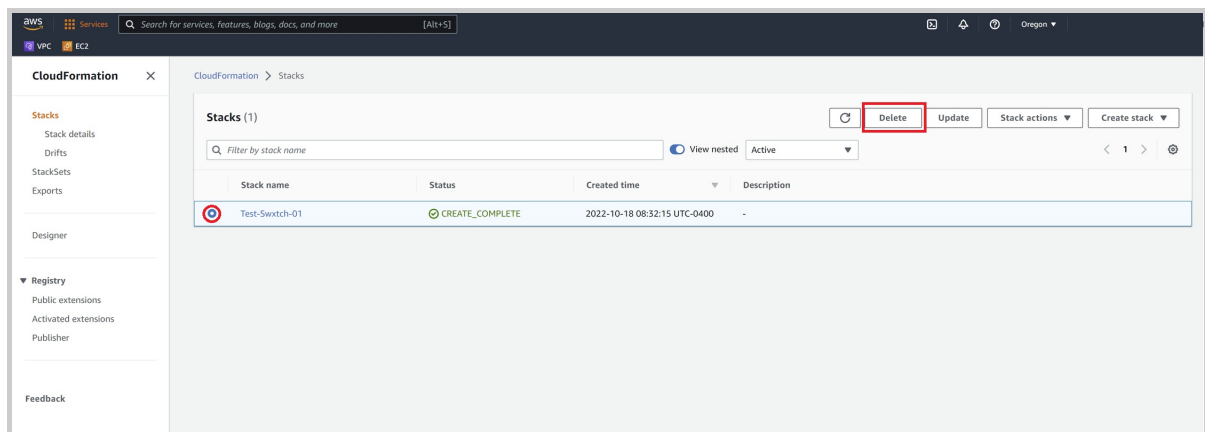 aws Services Search for services, features, blogs, docs, and more [Alt+S] Oregon
VPC EC2
CloudFormation
CloudFormation > Stacks
Stacks
Stack details
Drifts
StackSets
Exports
Designer
Registry
Public extensions
Activated extensions
Publisher
Feedback
Stacks (1) Delete Update Stack actions Create stack
Filter by stack name View nested Active < 1 >
Stack name Status Created time Description
Test-Swxtch-01 CREATE_COMPLETE 2022-10-18 08:32:15 UTC-0400 -